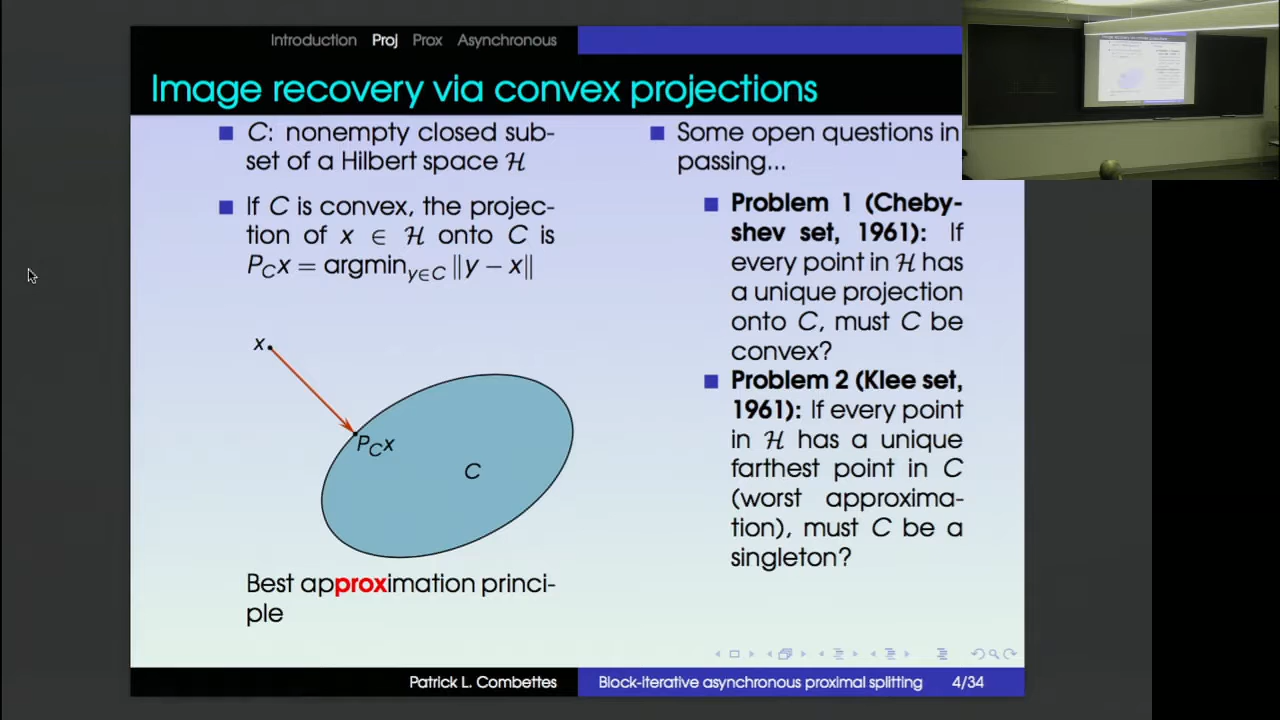 Introduction Proj Prox Asynchronous
Image recovery via convex projections
C: nonempty closed sub-
set of a Hilbert space ℋ
If C is convex, the projec-
tion of x ∈ ℋ onto C is
P_C x = argmin_{y∈C} ‖y − x‖
x
P_C x
C
Best approximation princi-
ple
Some open questions in
passing...
Problem 1 (Cheby-
shev set, 1961): If
every point in ℋ has
a unique projection
onto C, must C be
convex?
Problem 2 (Klee set,
1961): If every point
in ℋ has a unique
farthest point in C
(worst approxima-
tion), must C be a
singleton?
Patrick L. Combettes
Block-iterative asynchronous proximal splitting 4/34